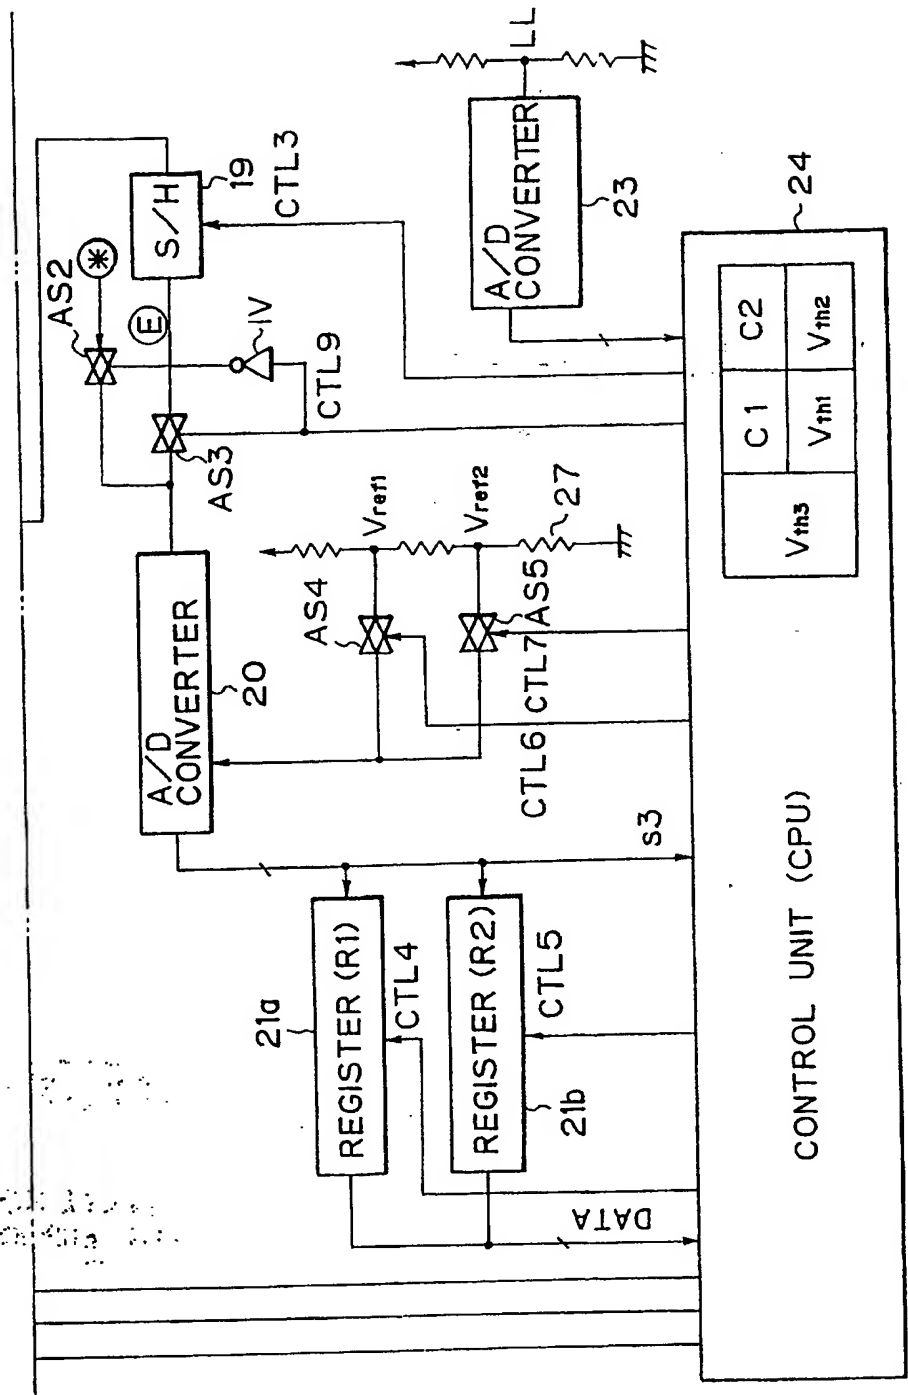 LL
A/D
CONVERTER
23
S/H
19
CTL3
AS2
*
E
IV
CTL9
AS3
A/D
CONVERTER
20
Vref1
Vref2
27
AS4
AS5
CTL6
CTL7
s3
REGISTER (R1)
21a
CTL4
REGISTER (R2)
21b
CTL5
DATA
24
C1
C2
Vth3
Vth1
Vth2
CONTROL UNIT (CPU)